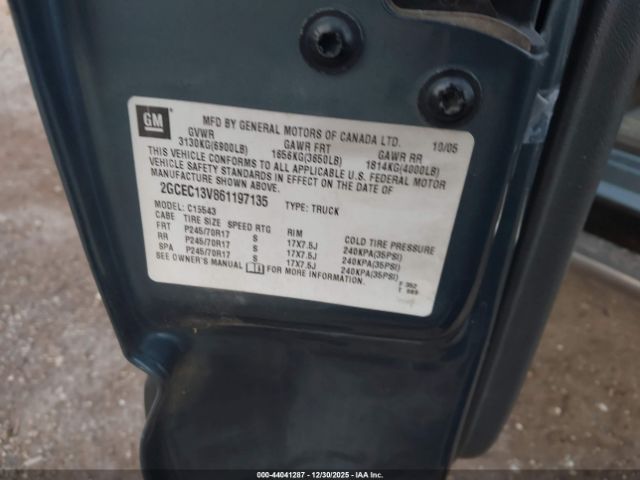 GM
MFD BY GENERAL MOTORS OF CANADA LTD. 10/05
GVWR GAWR FRT GAWR RR
3130KG(6900LB) 1656KG(3650LB) 1814KG(4000LB)
THIS VEHICLE CONFORMS TO ALL APPLICABLE U.S. FEDERAL MOTOR
VEHICLE SAFETY STANDARDS IN EFFECT ON THE DATE OF
MANUFACTURE SHOWN ABOVE.
2GCEC13V861197135 TYPE: TRUCK
MODEL: C15543
CABE TIRE SIZE SPEED RTG RIM COLD TIRE PRESSURE
FRT P245/70R17 S 17X7.5J 240KPA(35PSI)
RR P245/70R17 S 17X7.5J 240KPA(35PSI)
SPA P245/70R17 S 17X7.5J 240KPA(35PSI)
SEE OWNER'S MANUAL FOR MORE INFORMATION.
000-44041287 - 12/30/2025 - IAAI.com